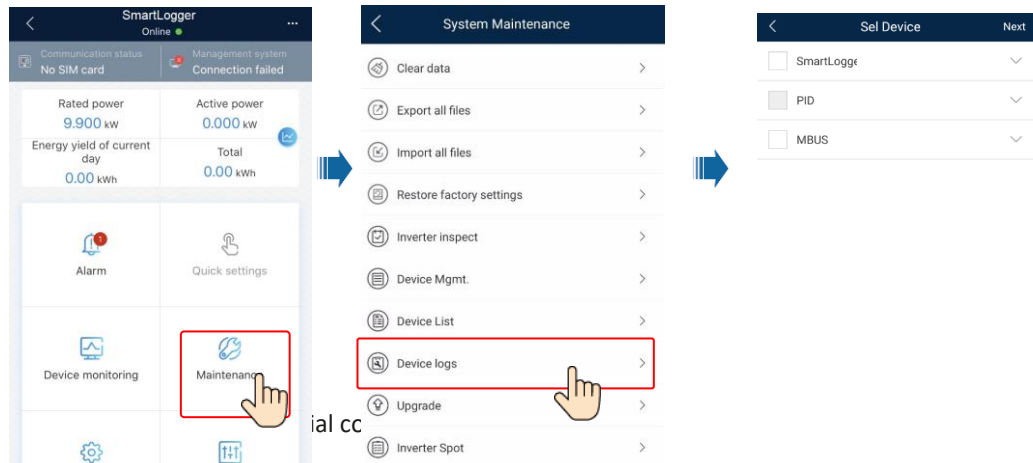 SmartLogger
Online
Communication status
No SIM card
Management system
Connection failed
Rated power
9.900 kW
Active power
0.000 kW
Energy yield of current
day
0.00 kWh
Total
0.00 kWh
1
Alarm
Quick settings
Device monitoring
Maintenance
ial co
System Maintenance
Clear data
Export all files
Import all files
Restore factory settings
Inverter inspect
Device Mgmt.
Device List
Device logs
Upgrade
Inverter Spot
Sel Device
Next
SmartLogge
PID
MBUS